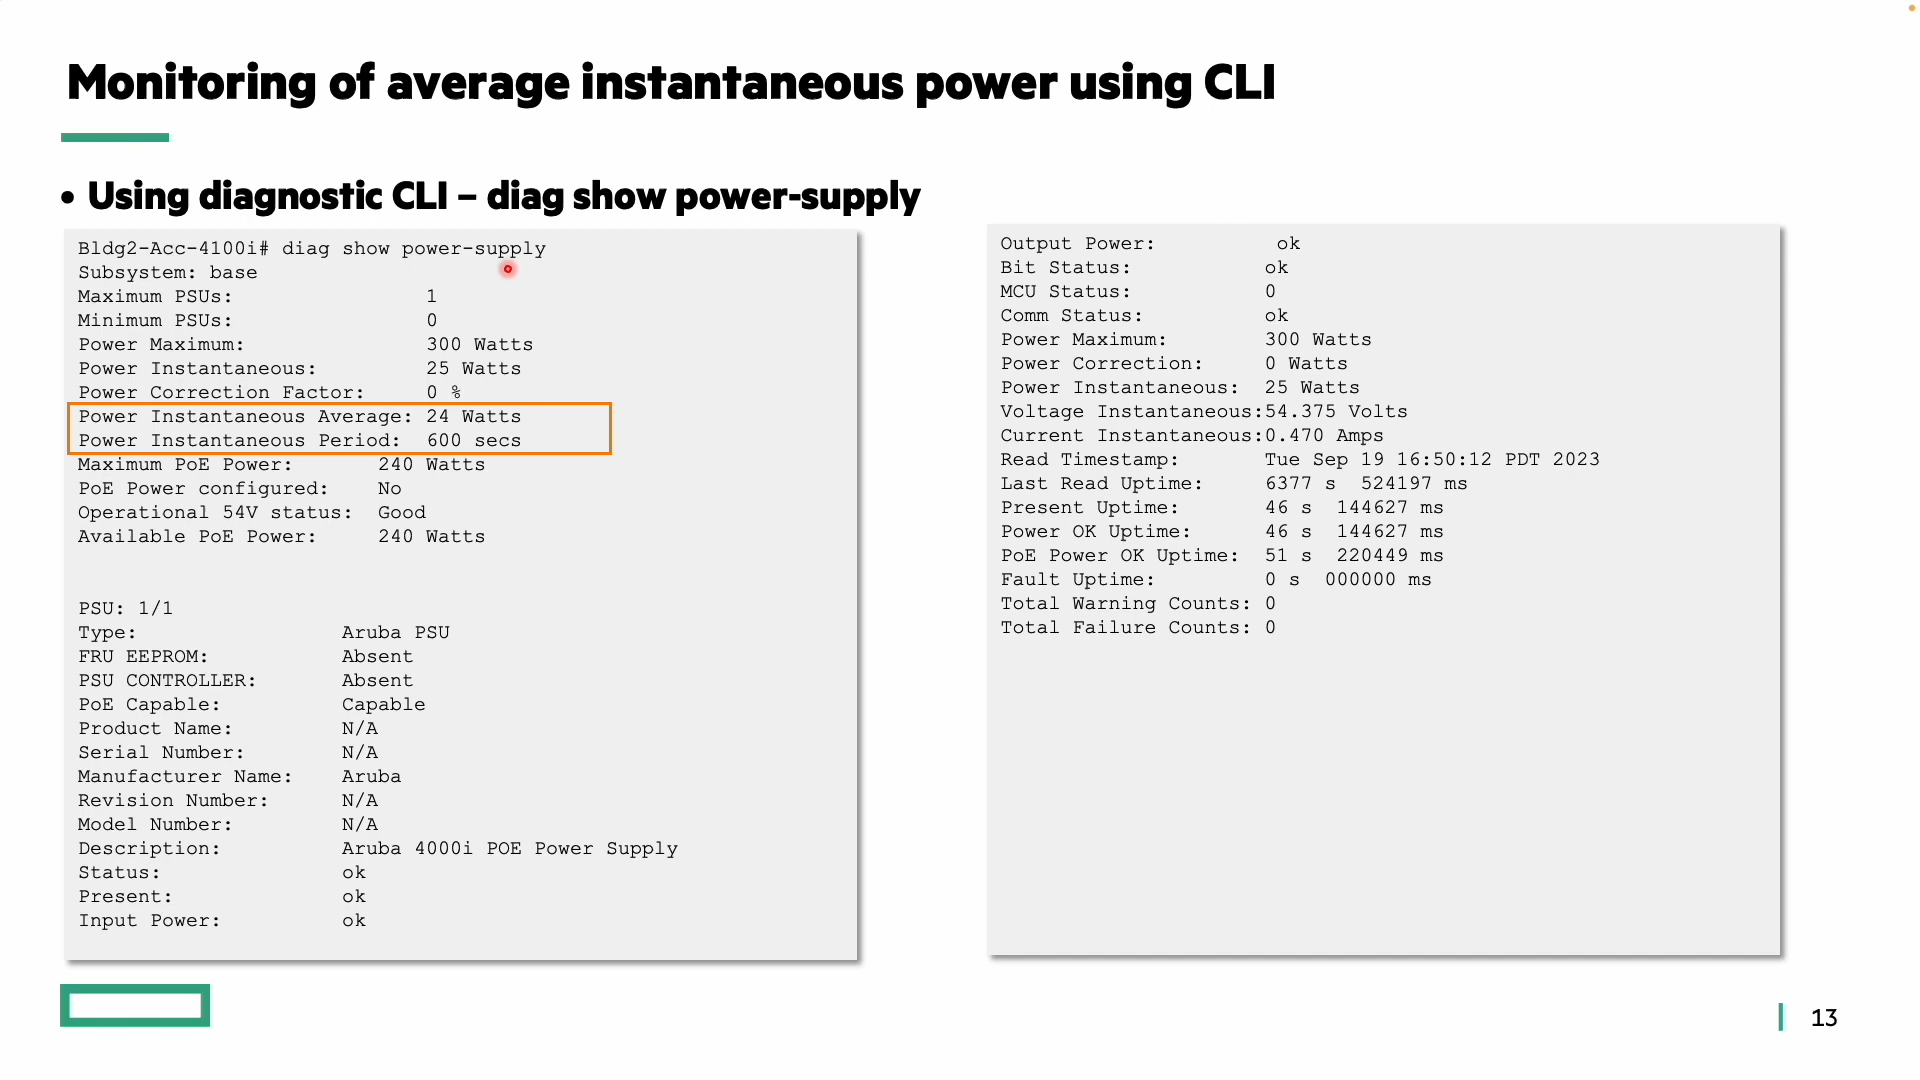 Monitoring of average instantaneous power using CLI
• Using diagnostic CLI – diag show power-supply
Bldg2-Acc-4100i# diag show power-supply
Subsystem: base
Maximum PSUs: 1
Minimum PSUs: 0
Power Maximum: 300 Watts
Power Instantaneous: 25 Watts
Power Correction Factor: 0 %
Power Instantaneous Average: 24 Watts
Power Instantaneous Period: 600 secs
Maximum PoE Power: 240 Watts
PoE Power configured: No
Operational 54V status: Good
Available PoE Power: 240 Watts
PSU: 1/1
Type: Aruba PSU
FRU EEPROM: Absent
PSU CONTROLLER: Absent
PoE Capable: Capable
Product Name: N/A
Serial Number: N/A
Manufacturer Name: Aruba
Revision Number: N/A
Model Number: N/A
Description: Aruba 4000i POE Power Supply
Status: ok
Present: ok
Input Power: ok
Output Power: ok
Bit Status: ok
MCU Status: 0
Comm Status: ok
Power Maximum: 300 Watts
Power Correction: 0 Watts
Power Instantaneous: 25 Watts
Voltage Instantaneous:54.375 Volts
Current Instantaneous:0.470 Amps
Read Timestamp: Tue Sep 19 16:50:12 PDT 2023
Last Read Uptime: 6377 s 524197 ms
Present Uptime: 46 s 144627 ms
Power OK Uptime: 46 s 144627 ms
PoE Power OK Uptime: 51 s 220449 ms
Fault Uptime: 0 s 000000 ms
Total Warning Counts: 0
Total Failure Counts: 0
13